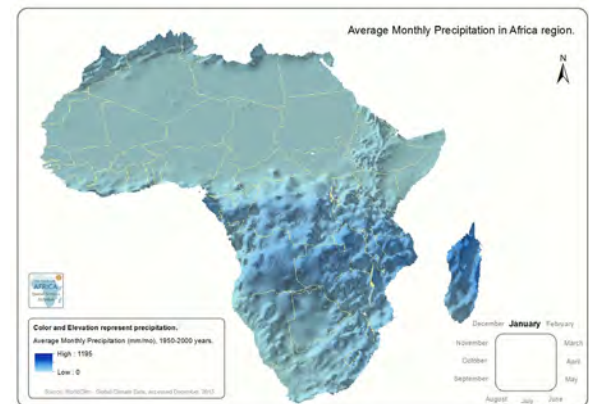 Average Monthly Precipitation in Africa region.
N
AFRICA
Color and Elevation represent precipitation.
Average Monthly Precipitation (mm/mo), 1950-2000 years.
High : 1195
Low : 0
December January February
November March
April
September May
August July June